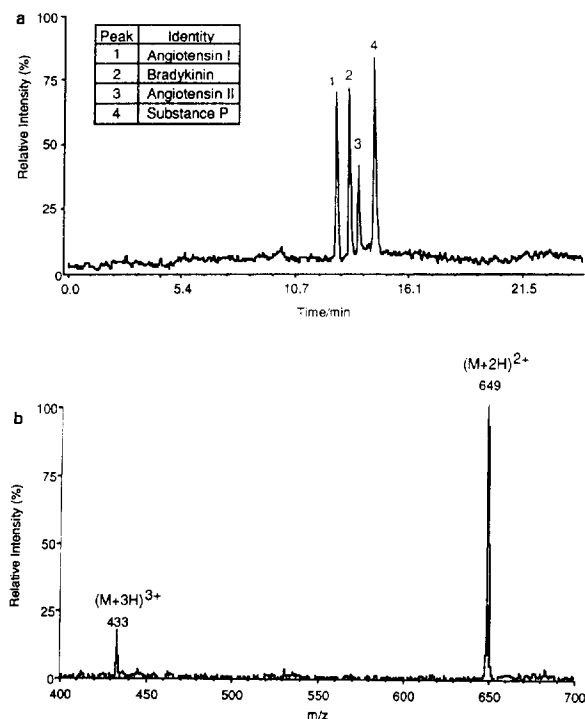 a
100
Peak Identity
1 Angiotensin I
2 Bradykinin
3 Angiotensin II
4 Substance P
75
50
25
0
Relative Intensity (%)
1
2
3
4
0.0 5.4 10.7 16.1 21.5
Time/min
b
(M+2H)2+
649
100
75
50
25
0
Relative Intensity (%)
(M+3H)3+
433
400 450 500 550 600 650 700
m/z